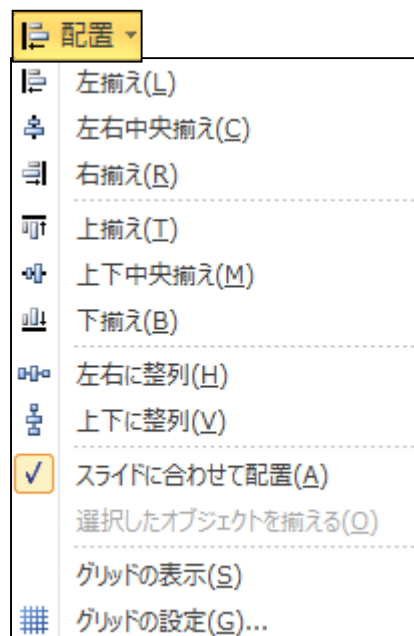 配置
左揃え(L)
左右中央揃え(C)
右揃え(R)
上揃え(T)
上下中央揃え(M)
下揃え(B)
左右に整列(H)
上下に整列(V)
スライドに合わせて配置(A)
選択したオブジェクトを揃える(O)
グリッドの表示(S)
グリッドの設定(G)...